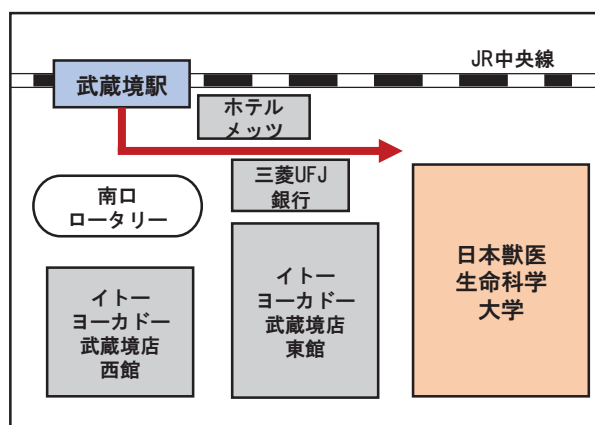 JR中央線
武蔵境駅
ホテル
メッツ
三菱UFJ
銀行
南口
ロータリー
イトー
ヨーカドー
武蔵境店
西館
イトー
ヨーカドー
武蔵境店
東館
日本獣医
生命科学
大学